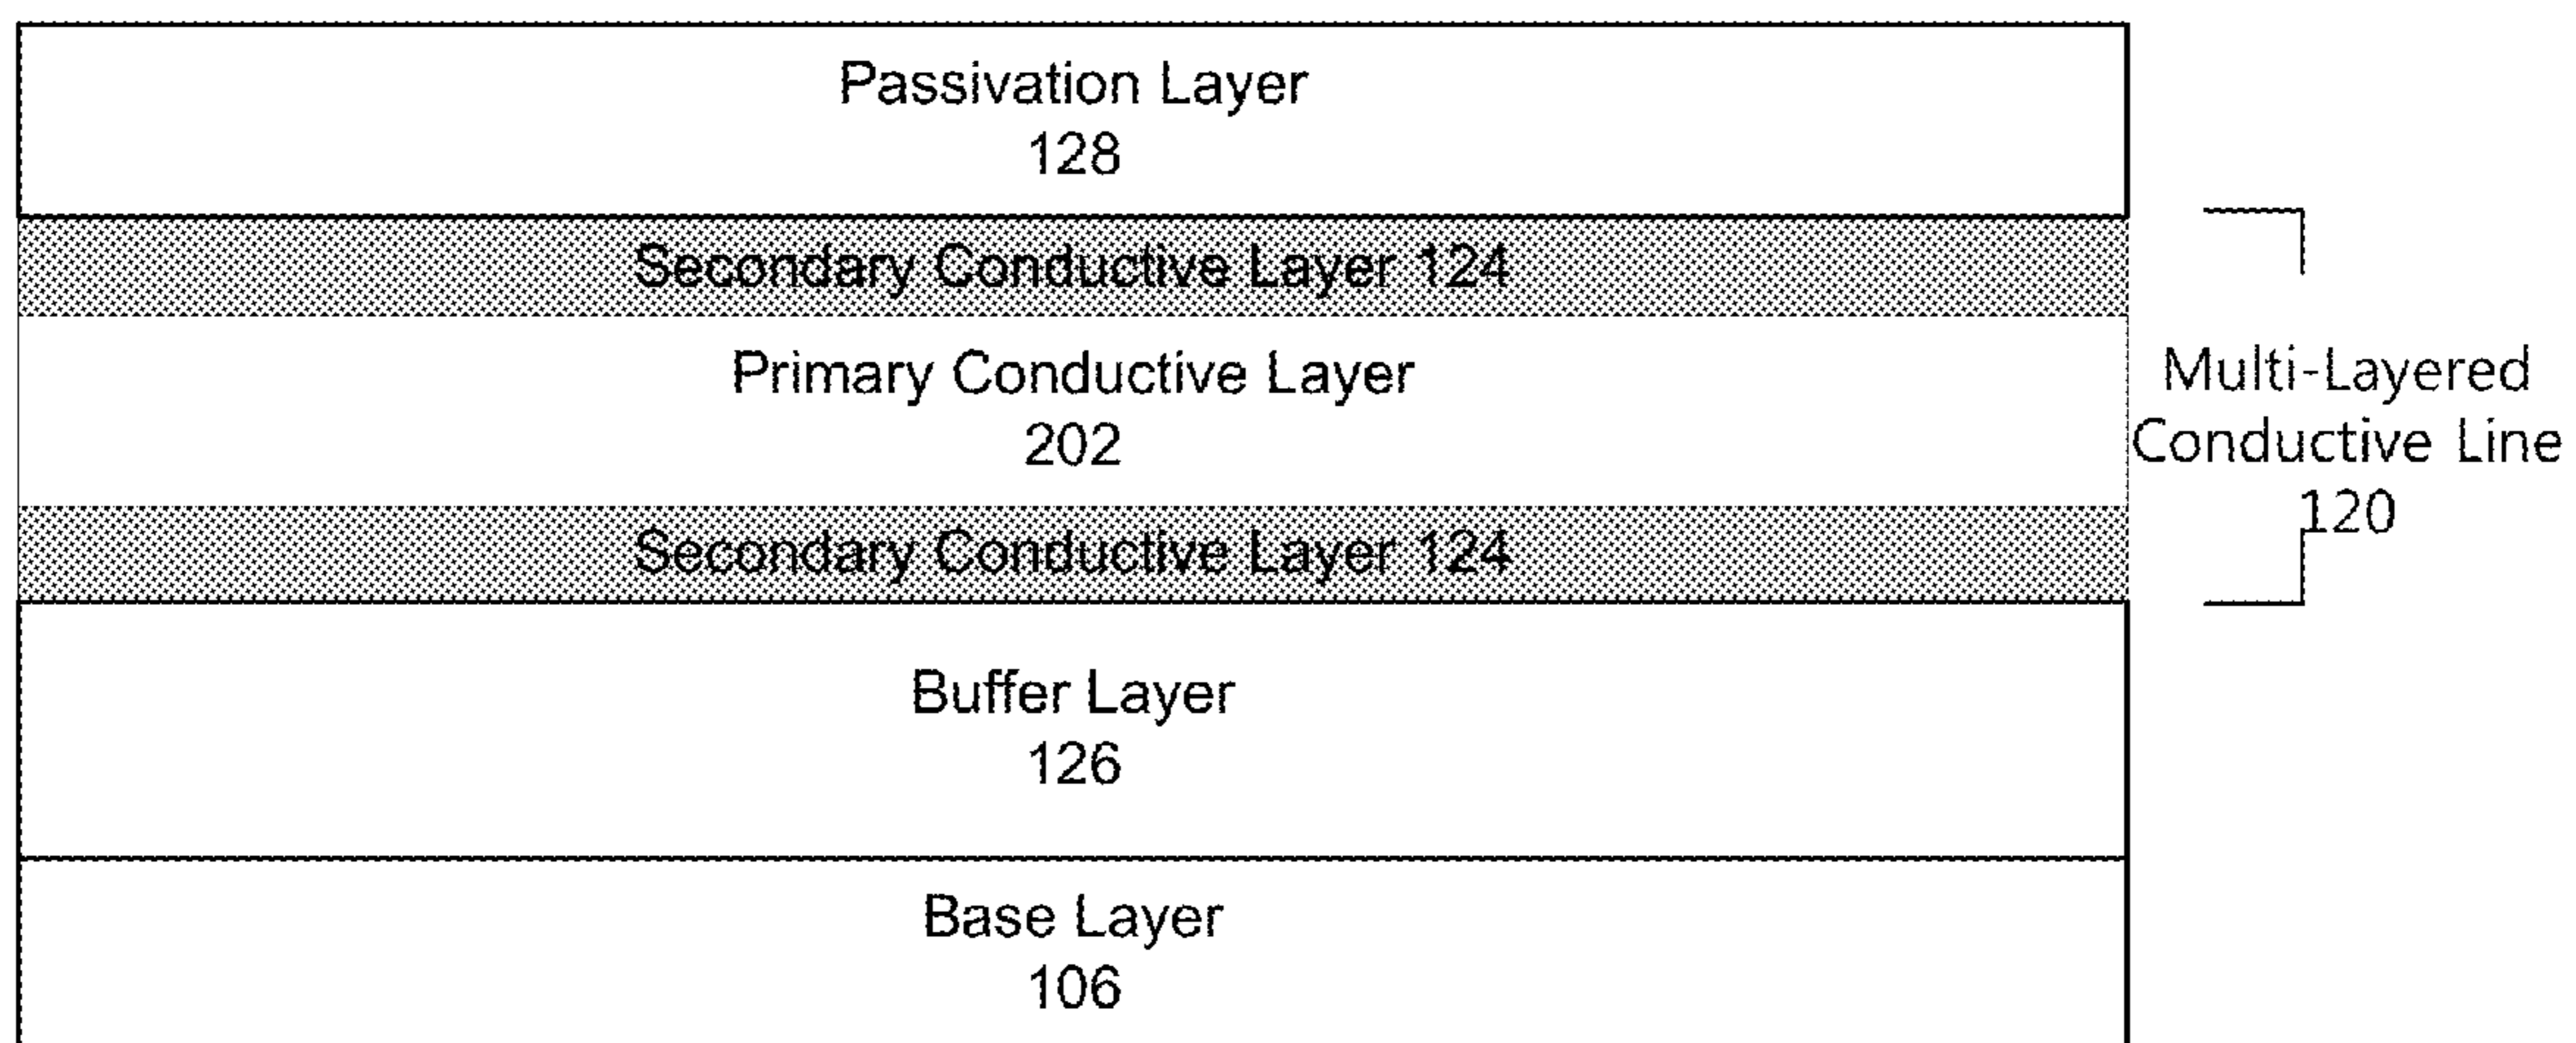 Passivation Layer
128
Secondary Conductive Layer 124
Primary Conductive Layer
202
Secondary Conductive Layer 124
Multi-Layered
Conductive Line
120
Buffer Layer
126
Base Layer
106